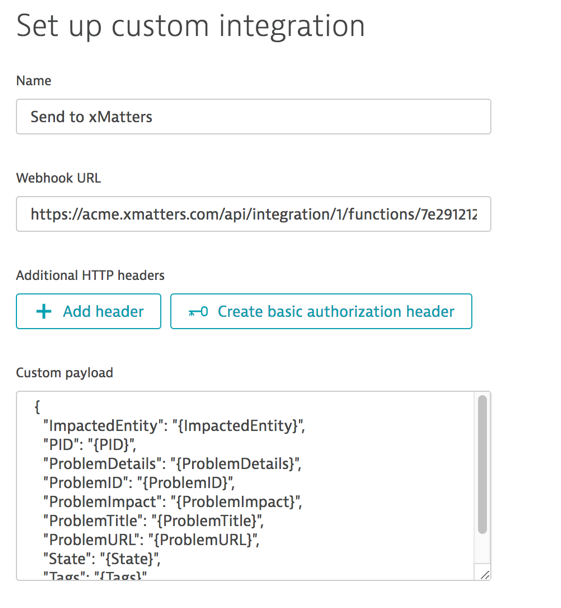 Set up custom integration
Name
Send to xMatters
Webhook URL
https://acme.xmatters.com/api/integration/1/functions/7e291212
Additional HTTP headers
Add header
Create basic authorization header
Custom payload
{
"ImpactedEntity": "{ImpactedEntity}",
"PID": "{PID}",
"ProblemDetails": "{ProblemDetails}",
"ProblemID": "{ProblemID}",
"ProblemImpact": "{ProblemImpact}",
"ProblemTitle": "{ProblemTitle}",
"ProblemURL": "{ProblemURL}",
"State": "{State}",
"Tags": "{Tags}"